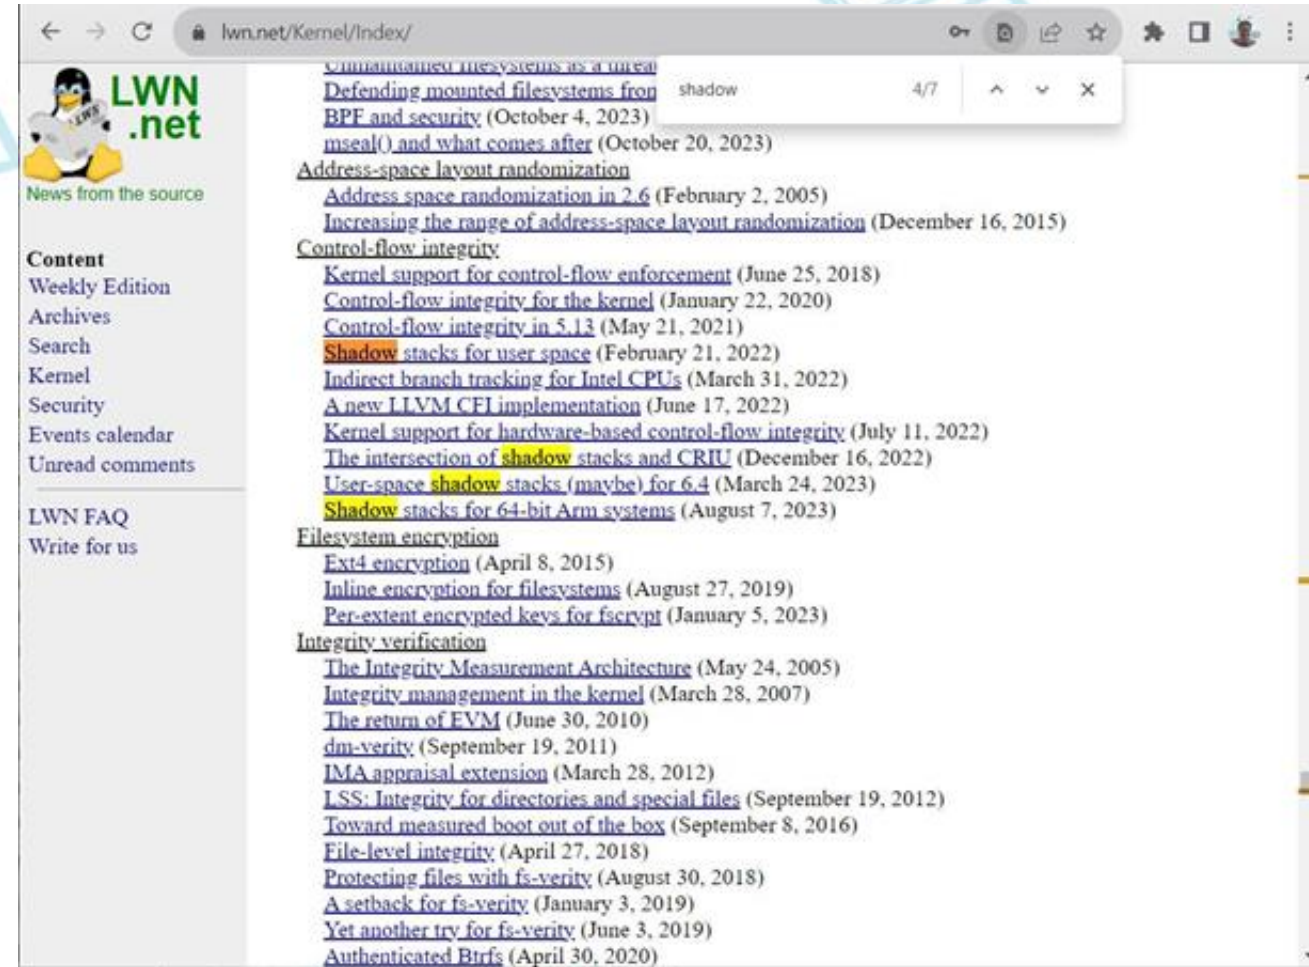 lwn.net/Kernel/Index/
shadow
4/7
LWN
.net
News from the source
Content
Weekly Edition
Archives
Search
Kernel
Security
Events calendar
Unread comments
LWN FAQ
Write for us
Unmaintained filesystems as a threat
Defending mounted filesystems from
BPF and security (October 4, 2023)
mseal() and what comes after (October 20, 2023)
Address-space layout randomization
Address space randomization in 2.6 (February 2, 2005)
Increasing the range of address-space layout randomization (December 16, 2015)
Control-flow integrity
Kernel support for control-flow enforcement (June 25, 2018)
Control-flow integrity for the kernel (January 22, 2020)
Control-flow integrity in 5.13 (May 21, 2021)
Shadow stacks for user space (February 21, 2022)
Indirect branch tracking for Intel CPUs (March 31, 2022)
A new LLVM CFI implementation (June 17, 2022)
Kernel support for hardware-based control-flow integrity (July 11, 2022)
The intersection of shadow stacks and CRIU (December 16, 2022)
User-space shadow stacks (maybe) for 6.4 (March 24, 2023)
Shadow stacks for 64-bit Arm systems (August 7, 2023)
Filesystem encryption
Ext4 encryption (April 8, 2015)
Inline encryption for filesystems (August 27, 2019)
Per-extent encrypted keys for fscrypt (January 5, 2023)
Integrity verification
The Integrity Measurement Architecture (May 24, 2005)
Integrity management in the kernel (March 28, 2007)
The return of EVM (June 30, 2010)
dm-verity (September 19, 2011)
IMA appraisal extension (March 28, 2012)
LSS: Integrity for directories and special files (September 19, 2012)
Toward measured boot out of the box (September 8, 2016)
File-level integrity (April 27, 2018)
Protecting files with fs-verity (August 30, 2018)
A setback for fs-verity (January 3, 2019)
Yet another try for fs-verity (June 3, 2019)
Authenticated Btrfs (April 30, 2020)